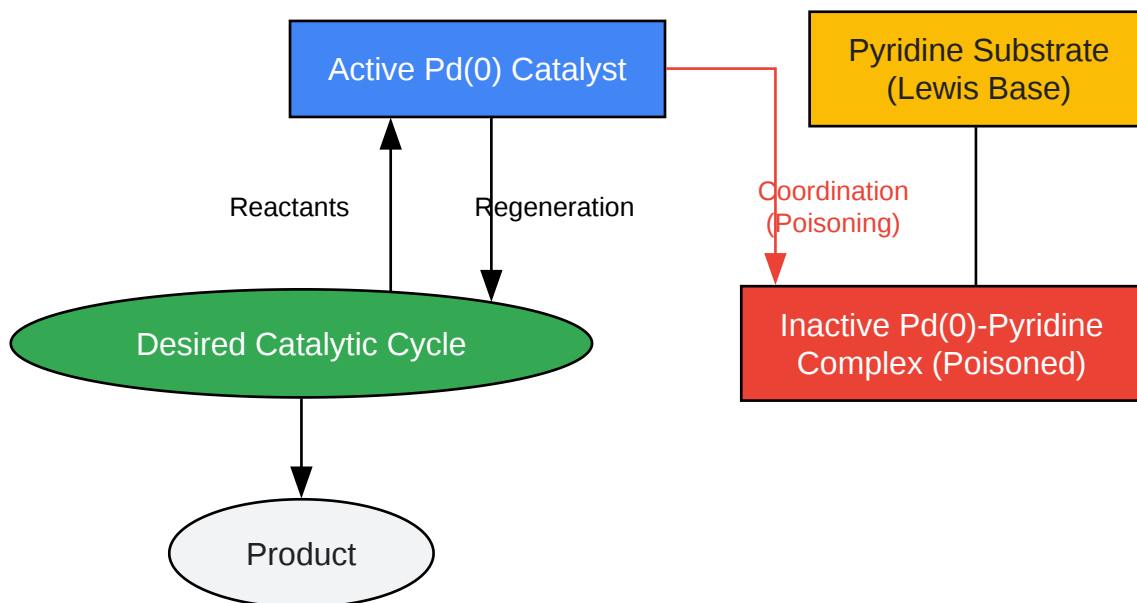 Active Pd(0) Catalyst
Pyridine Substrate
(Lewis Base)
Reactants
Regeneration
Coordination
(Poisoning)
Desired Catalytic Cycle
Inactive Pd(0)-Pyridine
Complex (Poisoned)
Product